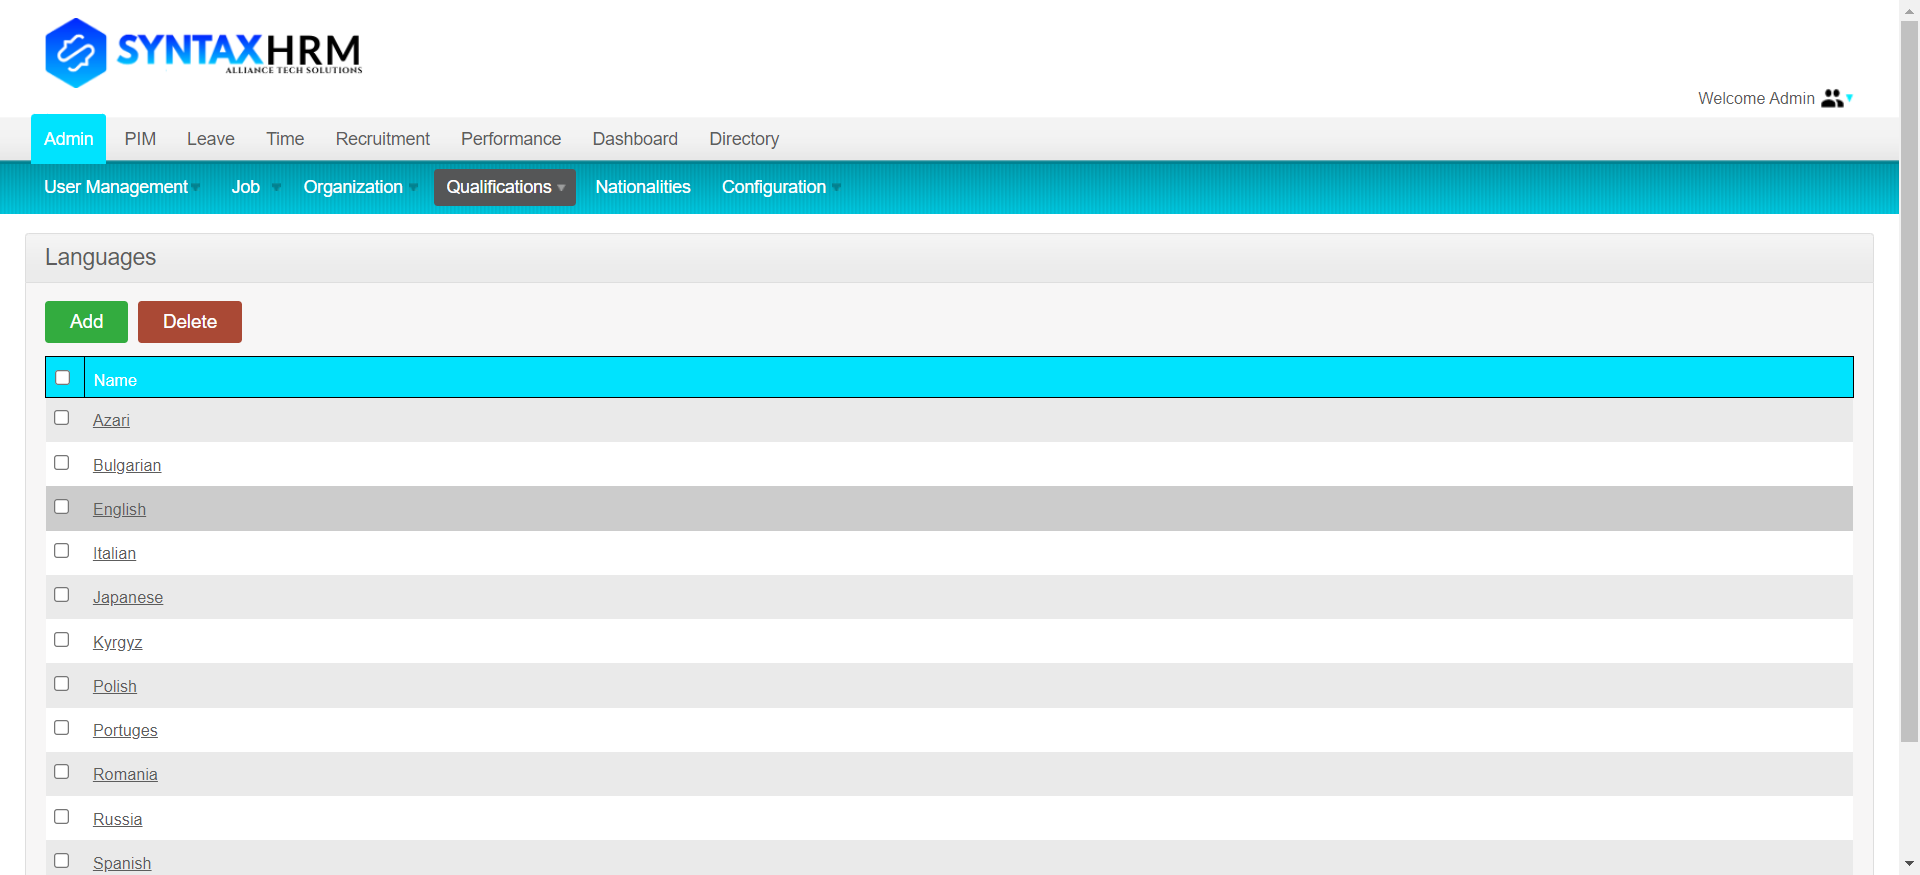 SYNTAXHRM
ALLIANCE TECH SOLUTIONS
Welcome Admin
Admin PIM Leave Time Recruitment Performance Dashboard Directory
User Management Job Organization Qualifications Nationalities Configuration
Languages
Add Delete
Name
Azari
Bulgarian
English
Italian
Japanese
Kyrgyz
Polish
Portuges
Romania
Russia
Spanish